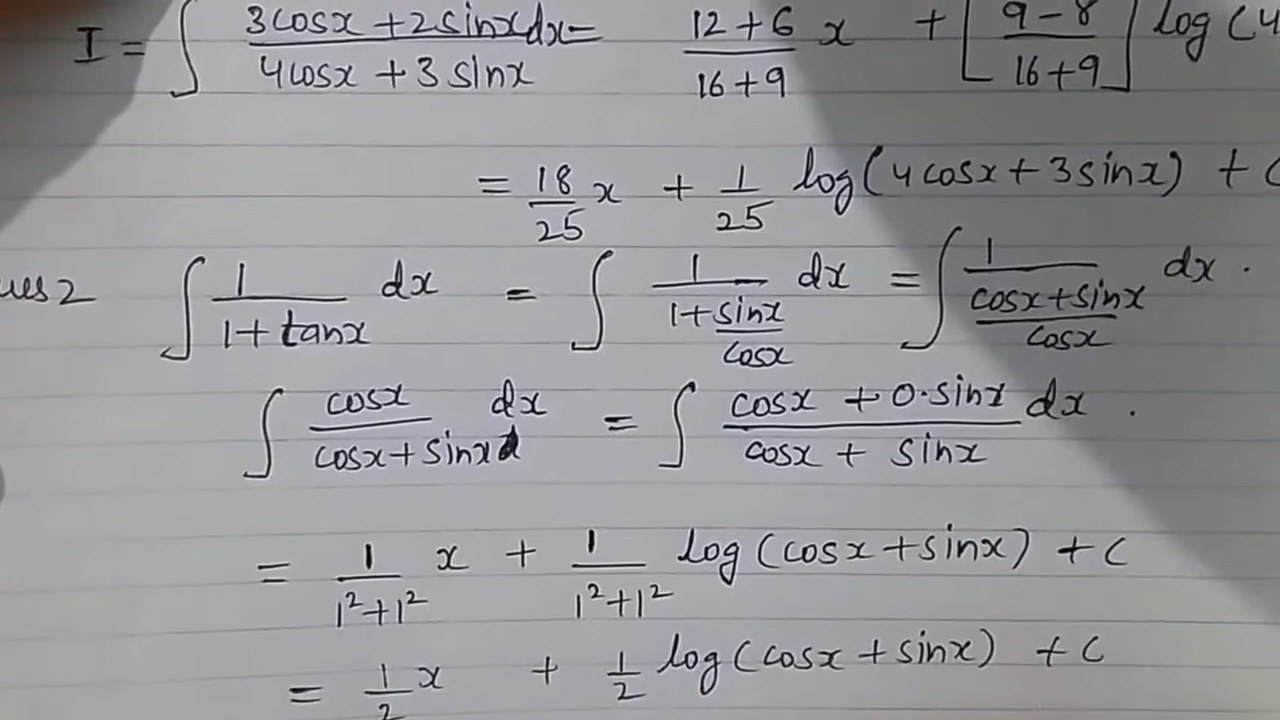 I = ∫ (3cosx + 2sinx)/(4cosx + 3sinx) dx = (12+6)/(16+9) x + [(9-8)/(16+9)] log(4
= 18/25 x + 1/25 log(4cosx + 3sinx) +
2 ∫ 1/(1+tanx) dx = ∫ 1/(1+sinx/cosx) dx = ∫ 1/((cosx+sinx)/cosx) dx .
∫ cosx/(cosx+sinx) dx = ∫ (cosx + 0·sinx)/(cosx + sinx) dx .
= 1/(1²+1²) x + 1/(1²+1²) log(cosx+sinx) + C
= 1/2 x + 1/2 log(cosx+sinx) + C